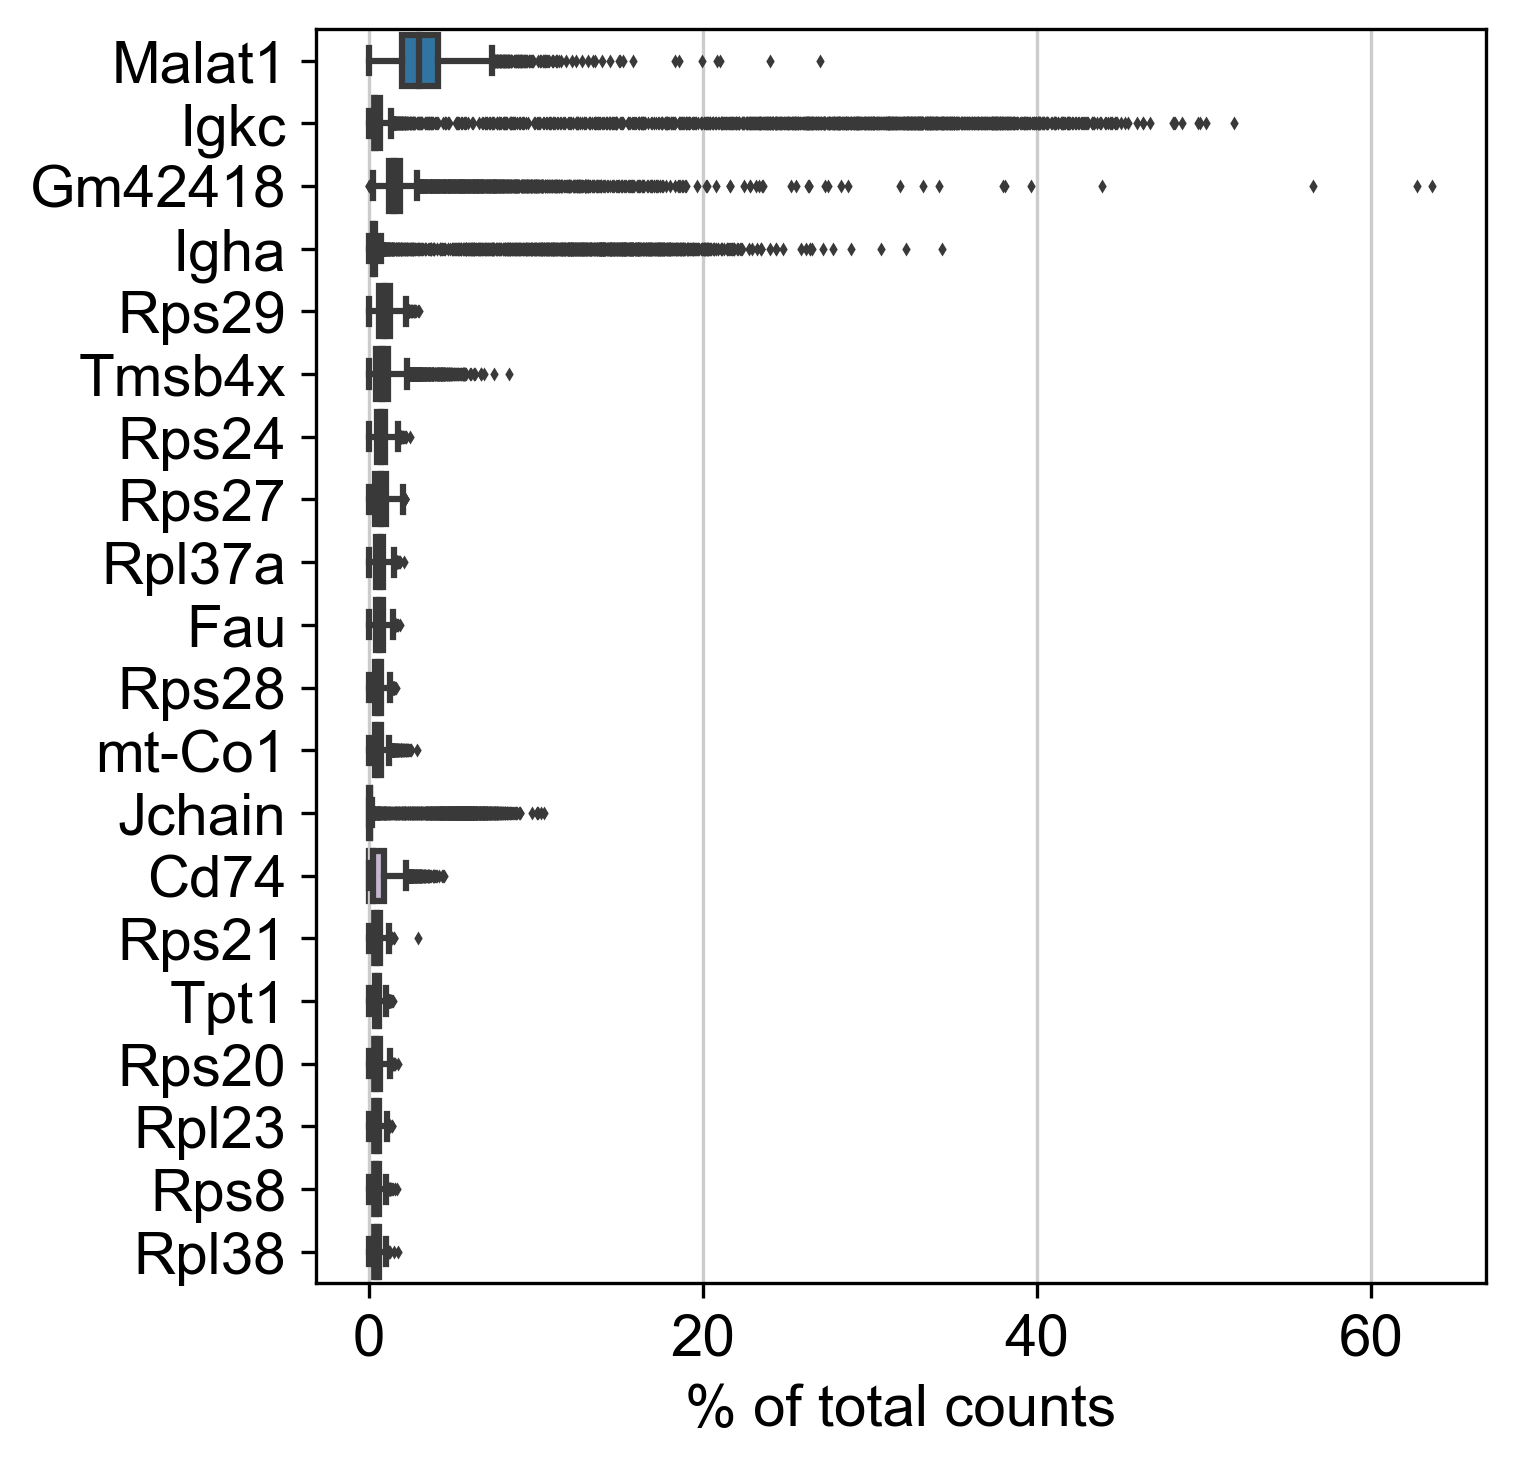 Malat1
Igkc
Gm42418
Igha
Rps29
Tmsb4x
Rps24
Rps27
Rpl37a
Fau
Rps28
mt-Co1
Jchain
Cd74
Rps21
Tpt1
Rps20
Rpl23
Rps8
Rpl38
0 20 40 60
% of total counts